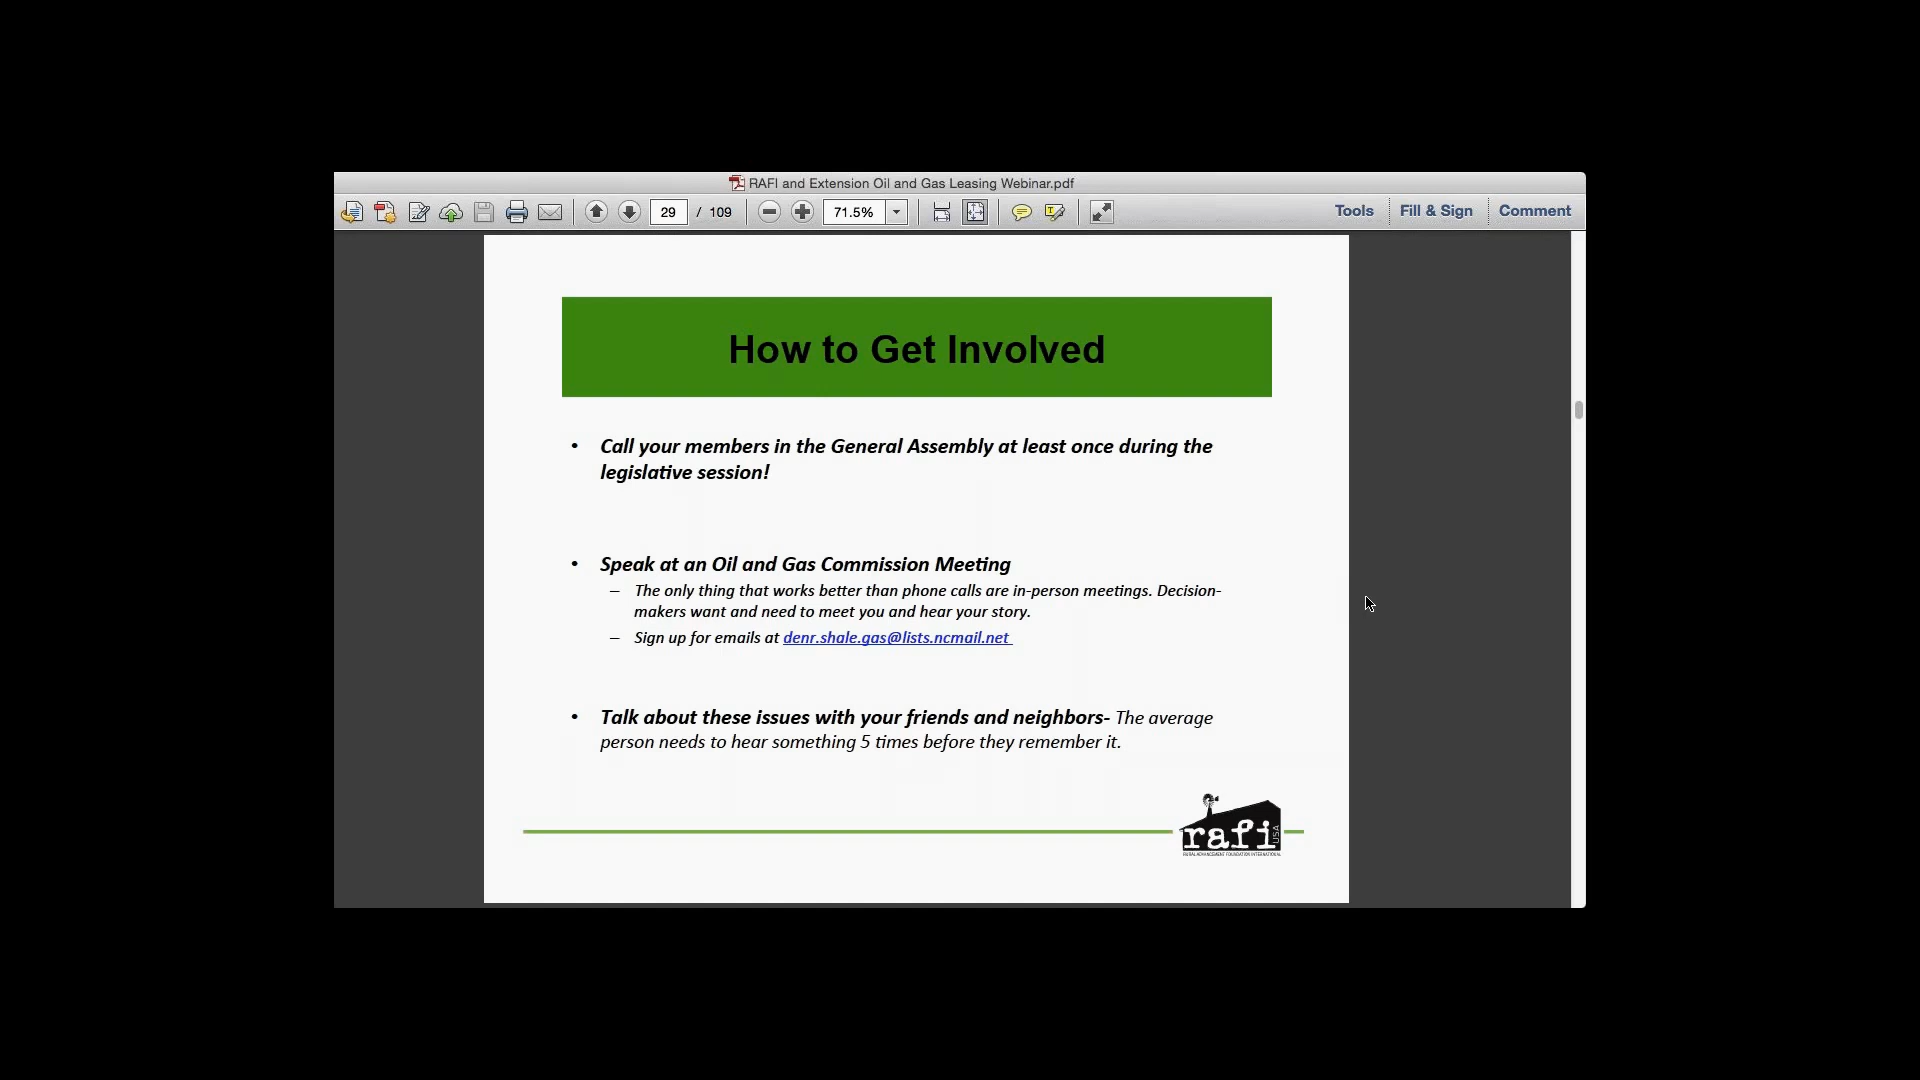 RAFI and Extension Oil and Gas Leasing Webinar.pdf
29 / 109 71.5% Tools Fill & Sign Comment
How to Get Involved
• Call your members in the General Assembly at least once during the
legislative session!
• Speak at an Oil and Gas Commission Meeting
– The only thing that works better than phone calls are in-person meetings. Decision-
makers want and need to meet you and hear your story.
– Sign up for emails at denr.shale.gas@lists.ncmail.net
• Talk about these issues with your friends and neighbors- The average
person needs to hear something 5 times before they remember it.
rafi USA
RURAL ADVANCEMENT FOUNDATION INTERNATIONAL